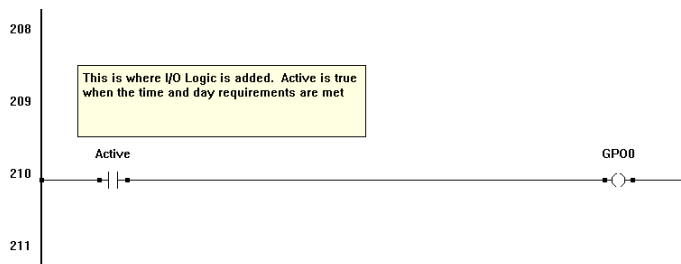 208
This is where I/O Logic is added. Active is true
when the time and day requirements are met
209
Active
GPO0
210
211